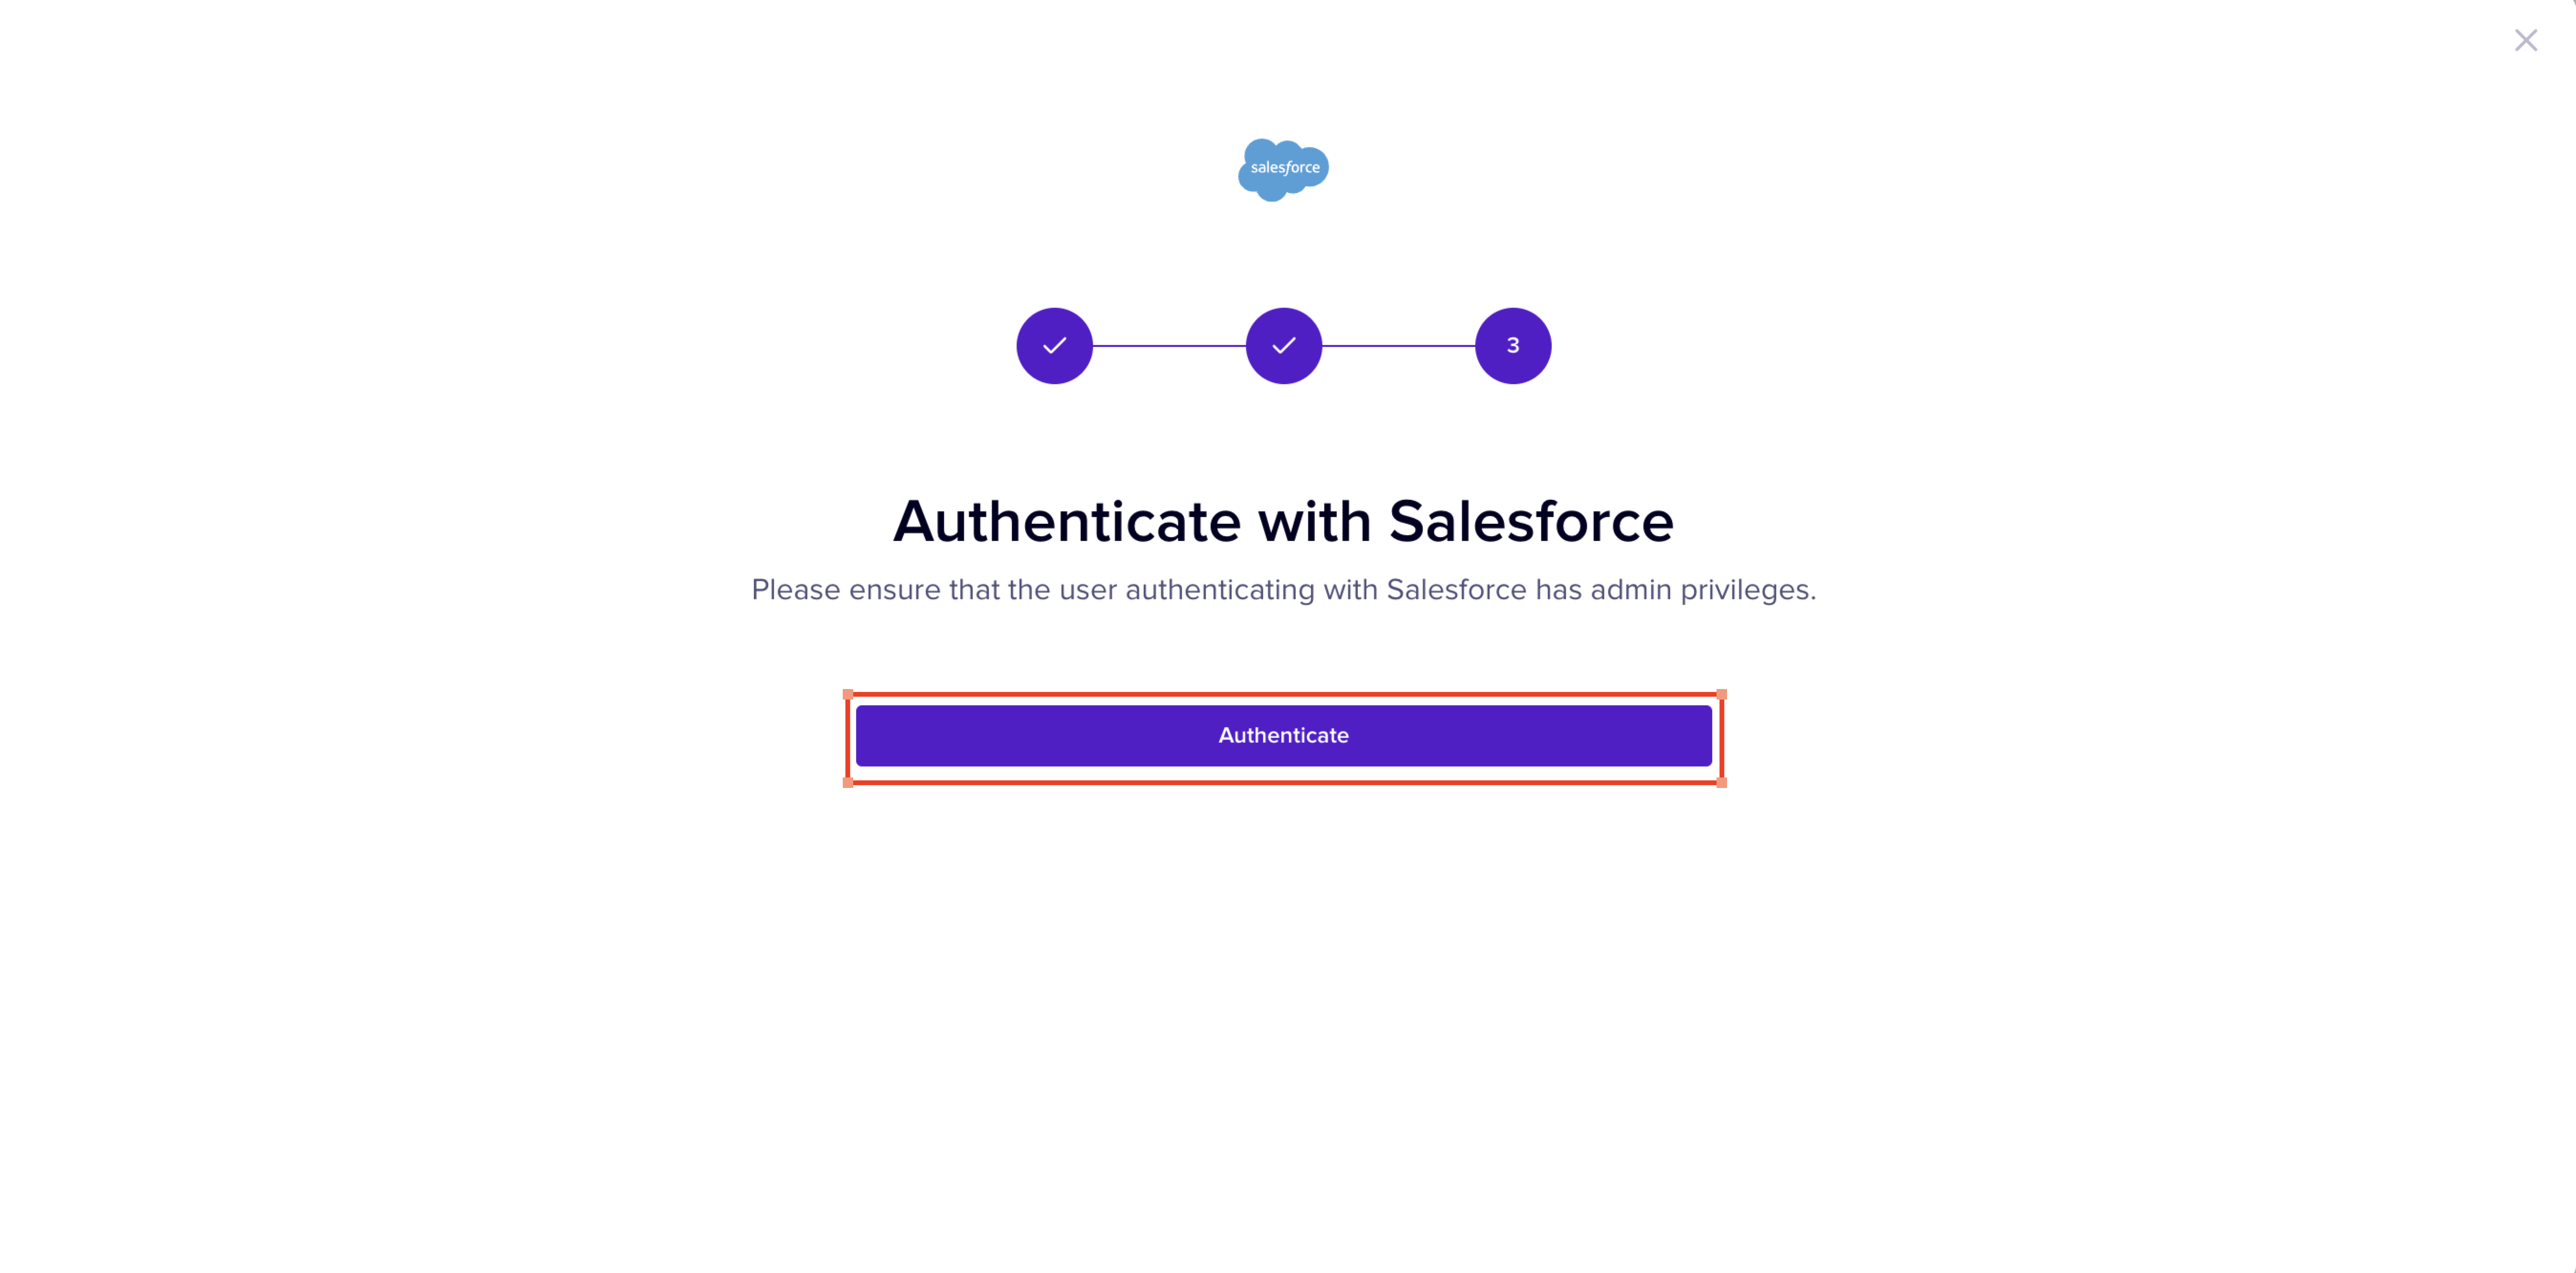 salesforce
3
Authenticate with Salesforce
Please ensure that the user authenticating with Salesforce has admin privileges.
Authenticate